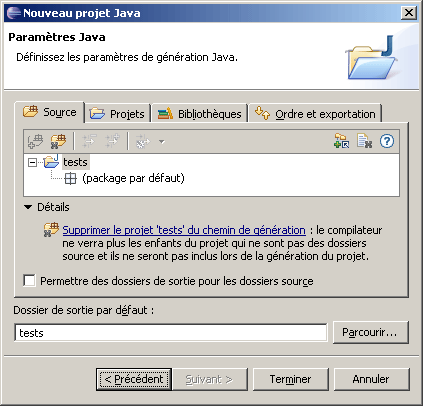 Nouveau projet Java
Paramètres Java
Définissez les paramètres de génération Java.
Source Projets Bibliothèques Ordre et exportation
tests
(package par défaut)
Détails
Supprimer le projet 'tests' du chemin de génération : le compilateur
ne verra plus les enfants du projet qui ne sont pas des dossiers
source et ils ne seront pas inclus lors de la génération du projet.
Permettre des dossiers de sortie pour les dossiers source
Dossier de sortie par défaut :
tests
Parcourir...
< Précédent Suivant > Terminer Annuler